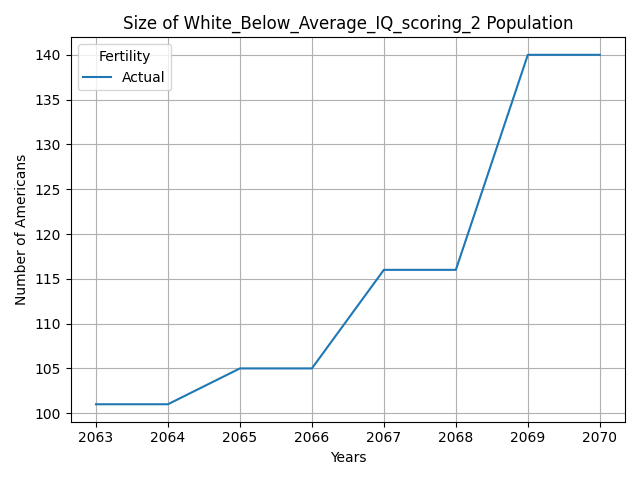 Size of White_Below_Average_IQ_scoring_2 Population
Fertility
Actual
Number of Americans
140
135
130
125
120
115
110
105
100
2063 2064 2065 2066 2067 2068 2069 2070
Years